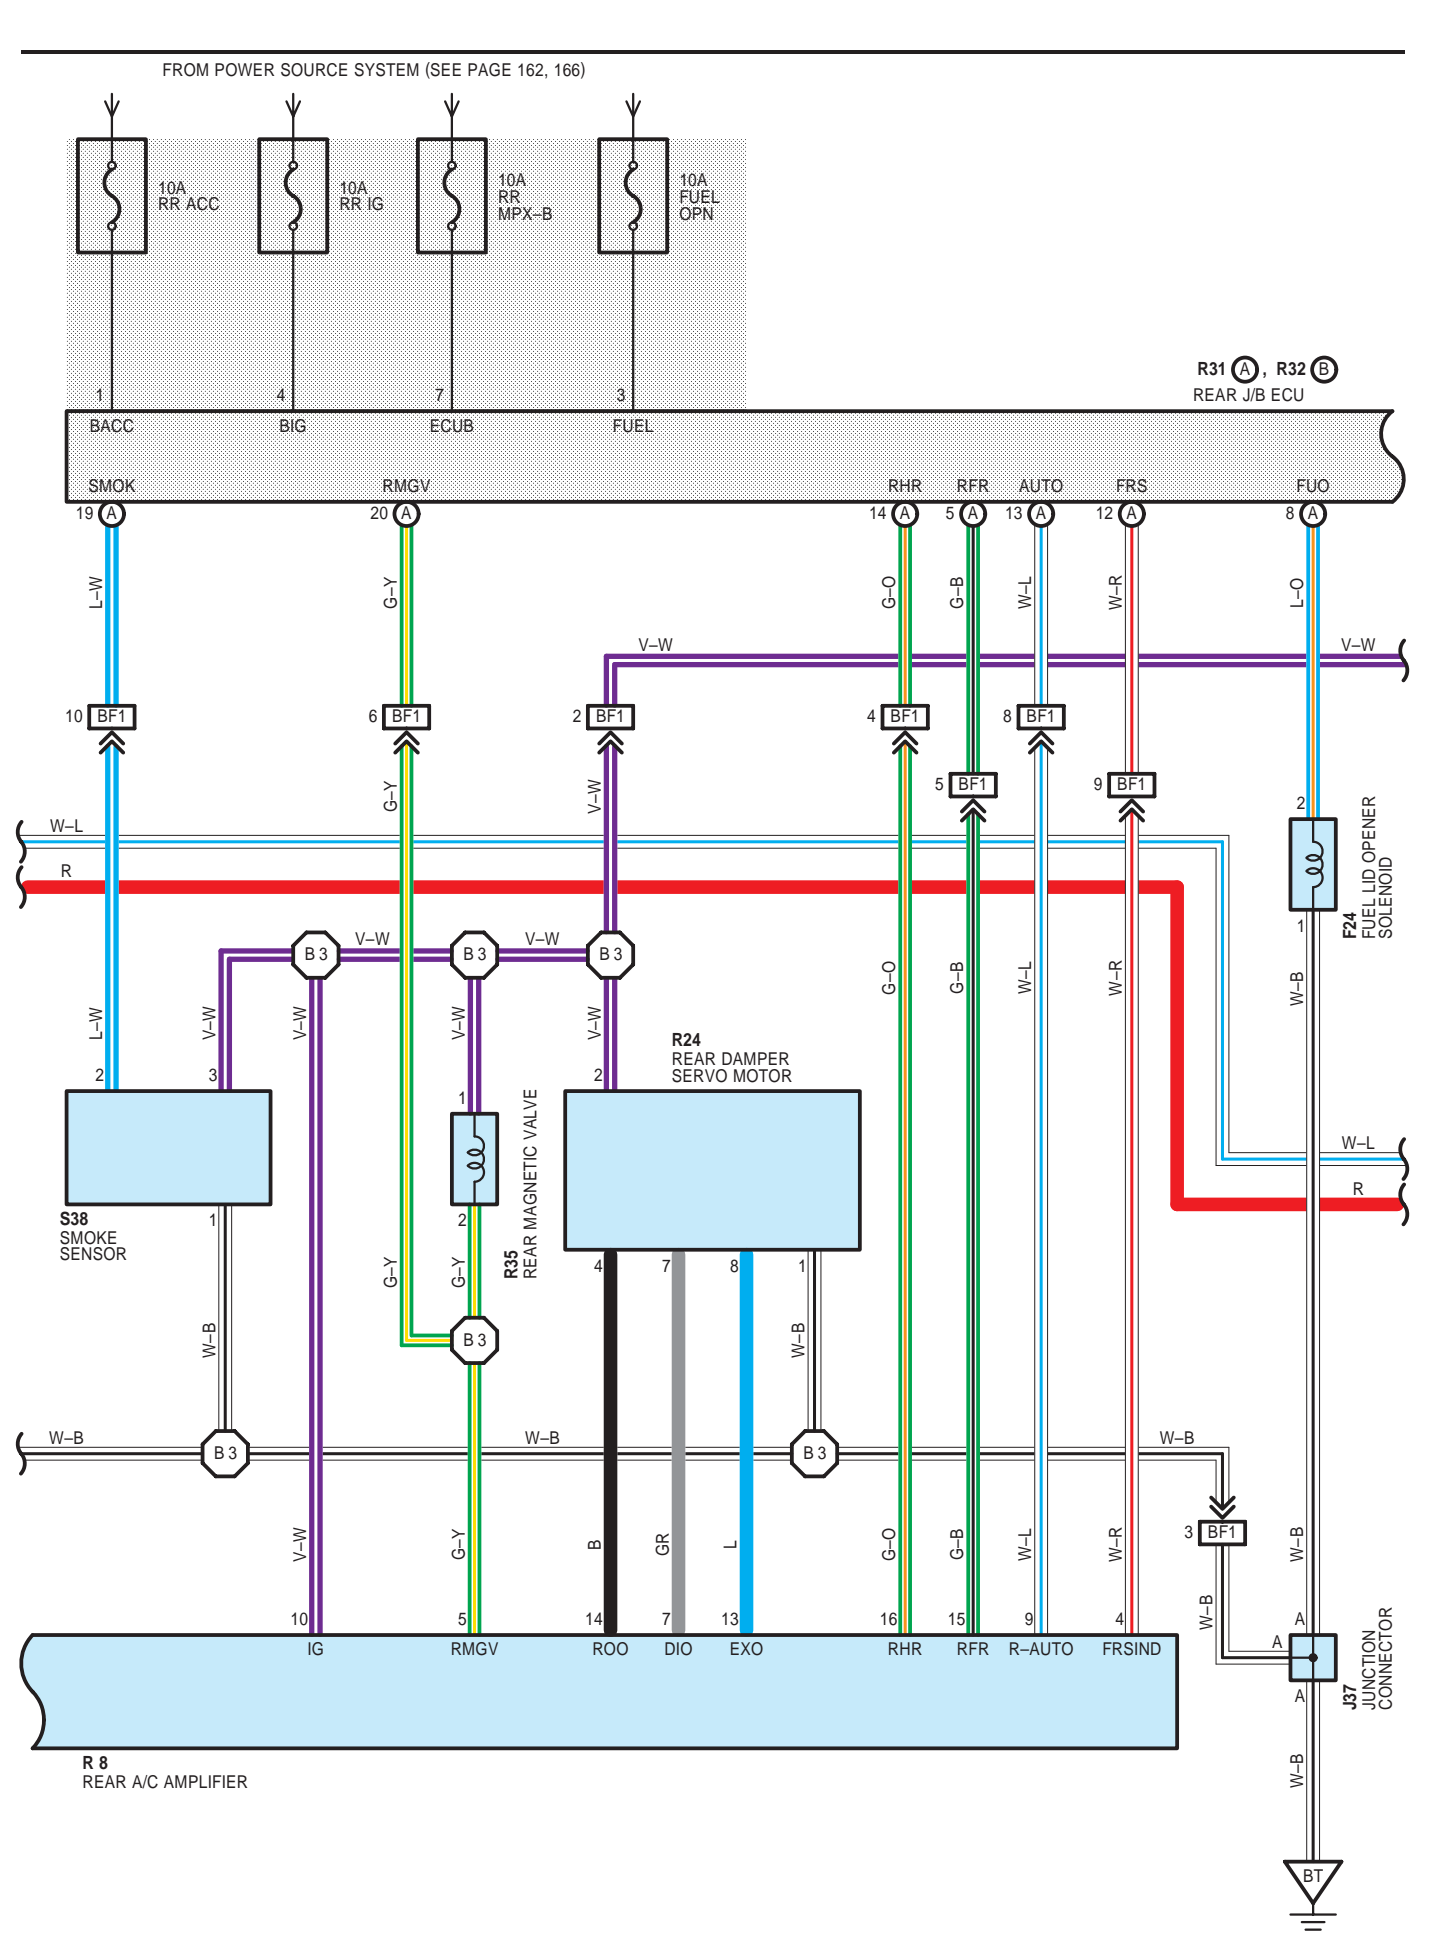 FROM POWER SOURCE SYSTEM (SEE PAGE 162, 166)
10A
RR ACC
10A
RR IG
10A
RR
MPX–B
10A
FUEL
OPN
R31 A , R32 B
REAR J/B ECU
1 4 7 3
BACC BIG ECUB FUEL
SMOK RMGV RHR RFR AUTO FRS FUO
19 A 20 A 14 A 5 A 13 A 12 A 8 A
L–W G–Y G–O G–B W–L W–R L–O
V–W V–W
10 BF1 6 BF1 2 BF1 4 BF1 8 BF1
5 BF1 9 BF1
G–Y V–W
2
F24
FUEL LID OPENER
SOLENOID
1
W–L
R
B 3 V–W B 3 V–W B 3
G–O G–B W–L W–R W–B
L–W V–W V–W V–W V–W
R24
REAR DAMPER
SERVO MOTOR
2 3 1 2
W–L
R
S38
SMOKE
SENSOR
1 2
R35
REAR MAGNETIC VALVE
4 7 8 1
G–Y G–Y
W–B B 3 W–B
W–B B 3 W–B B 3 W–B
3 BF1
V–W G–Y B GR L G–O G–B W–L W–R W–B
W–B
10 5 14 7 13 16 15 9 4 A
IG RMGV ROO DIO EXO RHR RFR R–AUTO FRSIND
A
A
J37
JUNCTION
CONNECTOR
R 8
REAR A/C AMPLIFIER
W–B
BT